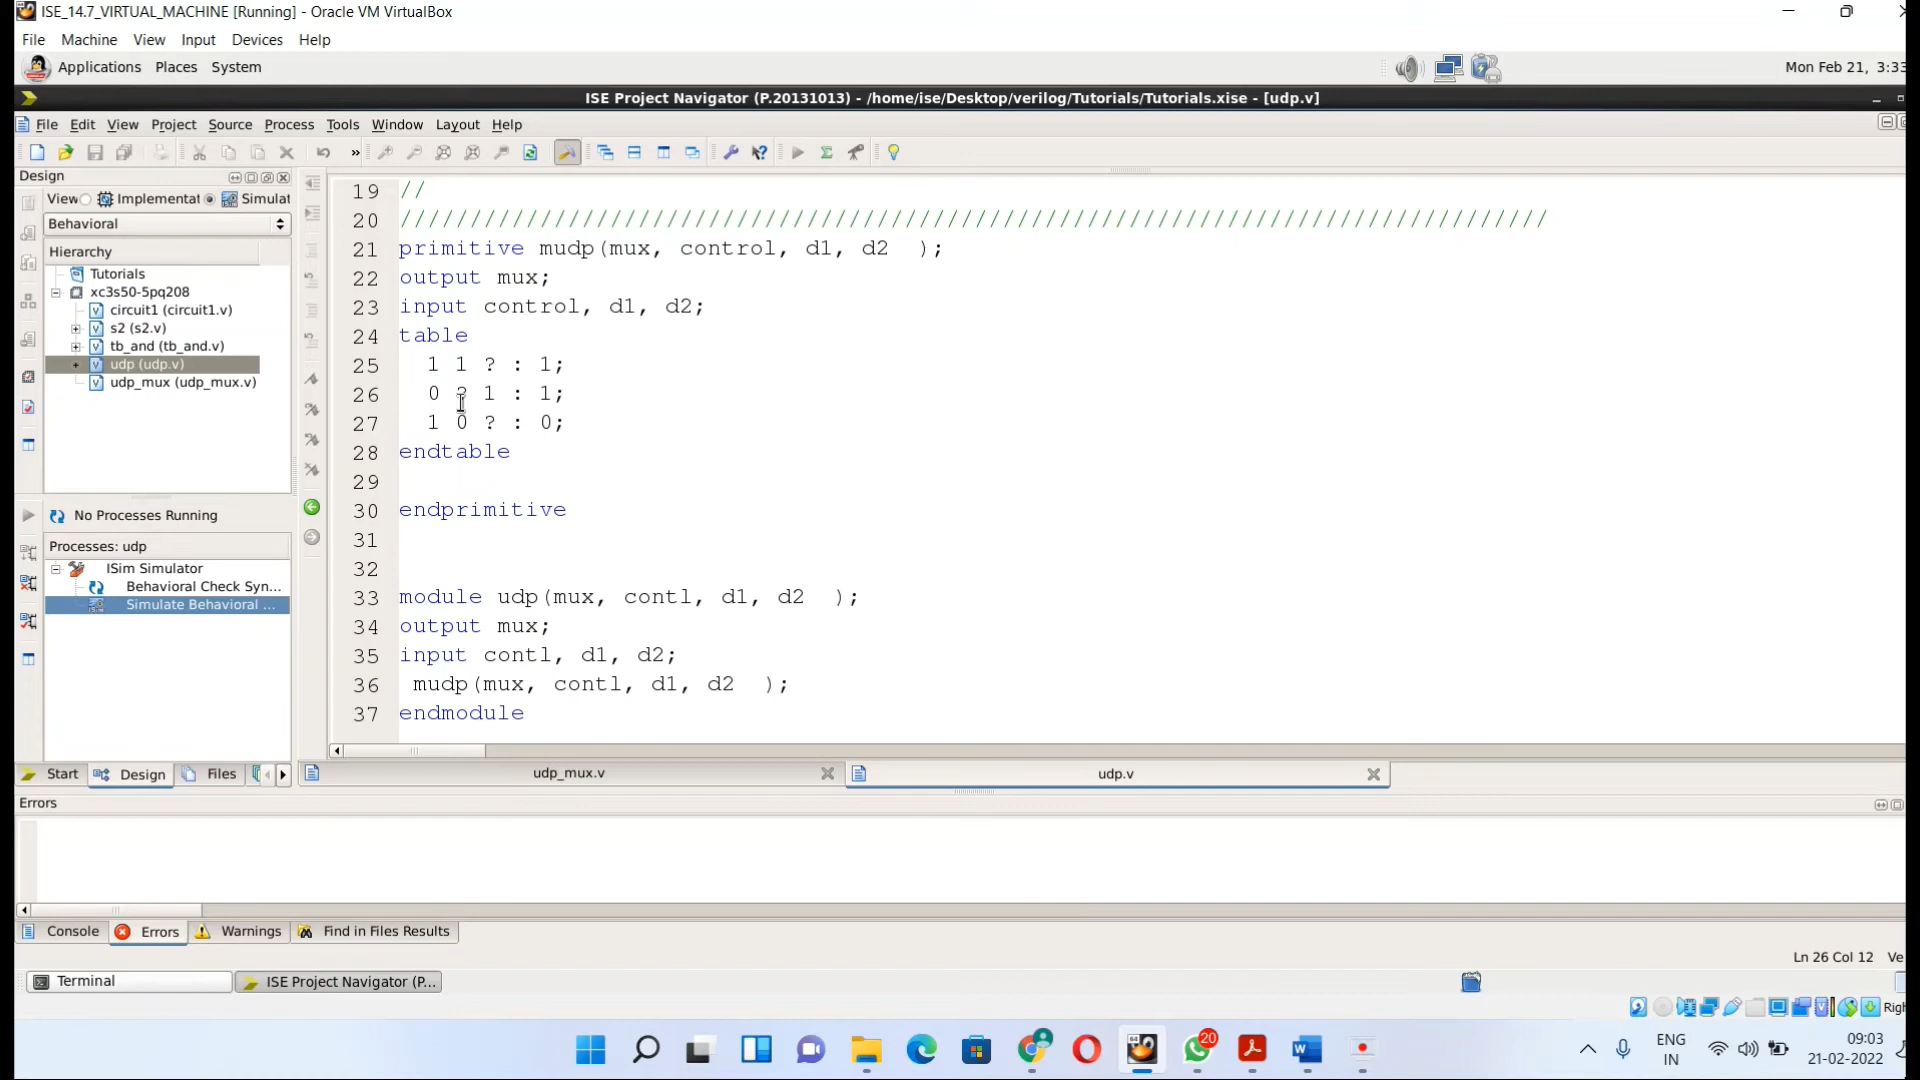 ISE_14.7_VIRTUAL_MACHINE [Running] - Oracle VM VirtualBox
File Machine View Input Devices Help
Applications Places System
Mon Feb 21, 3:33
ISE Project Navigator (P.20131013) - /home/ise/Desktop/verilog/Tutorials/Tutorials.xise - [udp.v]
File Edit View Project Source Process Tools Window Layout Help
Design
View: Implementat Simulat
Behavioral
Hierarchy
Tutorials
xc3s50-5pq208
circuit1 (circuit1.v)
s2 (s2.v)
tb_and (tb_and.v)
udp (udp.v)
udp_mux (udp_mux.v)
No Processes Running
Processes: udp
ISim Simulator
Behavioral Check Syn...
Simulate Behavioral ...
Start Design Files
19 //
20 //////////////////////////////////////////////////////////////////////////////////
21 primitive mudp(mux, control, d1, d2  );
22 output mux;
23 input control, d1, d2;
24 table
25   1 1 ? : 1;
26   0 ? 1 : 1;
27   1 0 ? : 0;
28 endtable
29
30 endprimitive
31
32
33 module udp(mux, contl, d1, d2  );
34 output mux;
35 input contl, d1, d2;
36  mudp(mux, contl, d1, d2  );
37 endmodule
udp_mux.v udp.v
Errors
Console Errors Warnings Find in Files Results
Ln 26 Col 12 Ve
Terminal ISE Project Navigator (P...
Righ
20
ENG
IN
09:03
21-02-2022